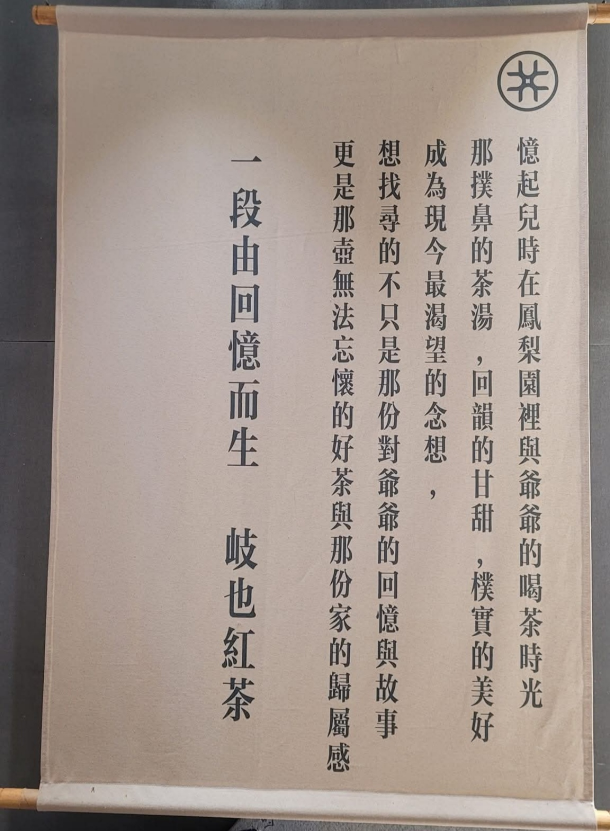 憶起兒時在鳳梨園裡與爺爺的喝茶時光
那撲鼻的茶湯，回韻的甘甜，樸實的美好
成為現今最渴望的念想，
想找尋的不只是那份對爺爺的回憶與故事
更是那壺無法忘懷的好茶與那份家的歸屬感
一段由回憶而生　岐也紅茶